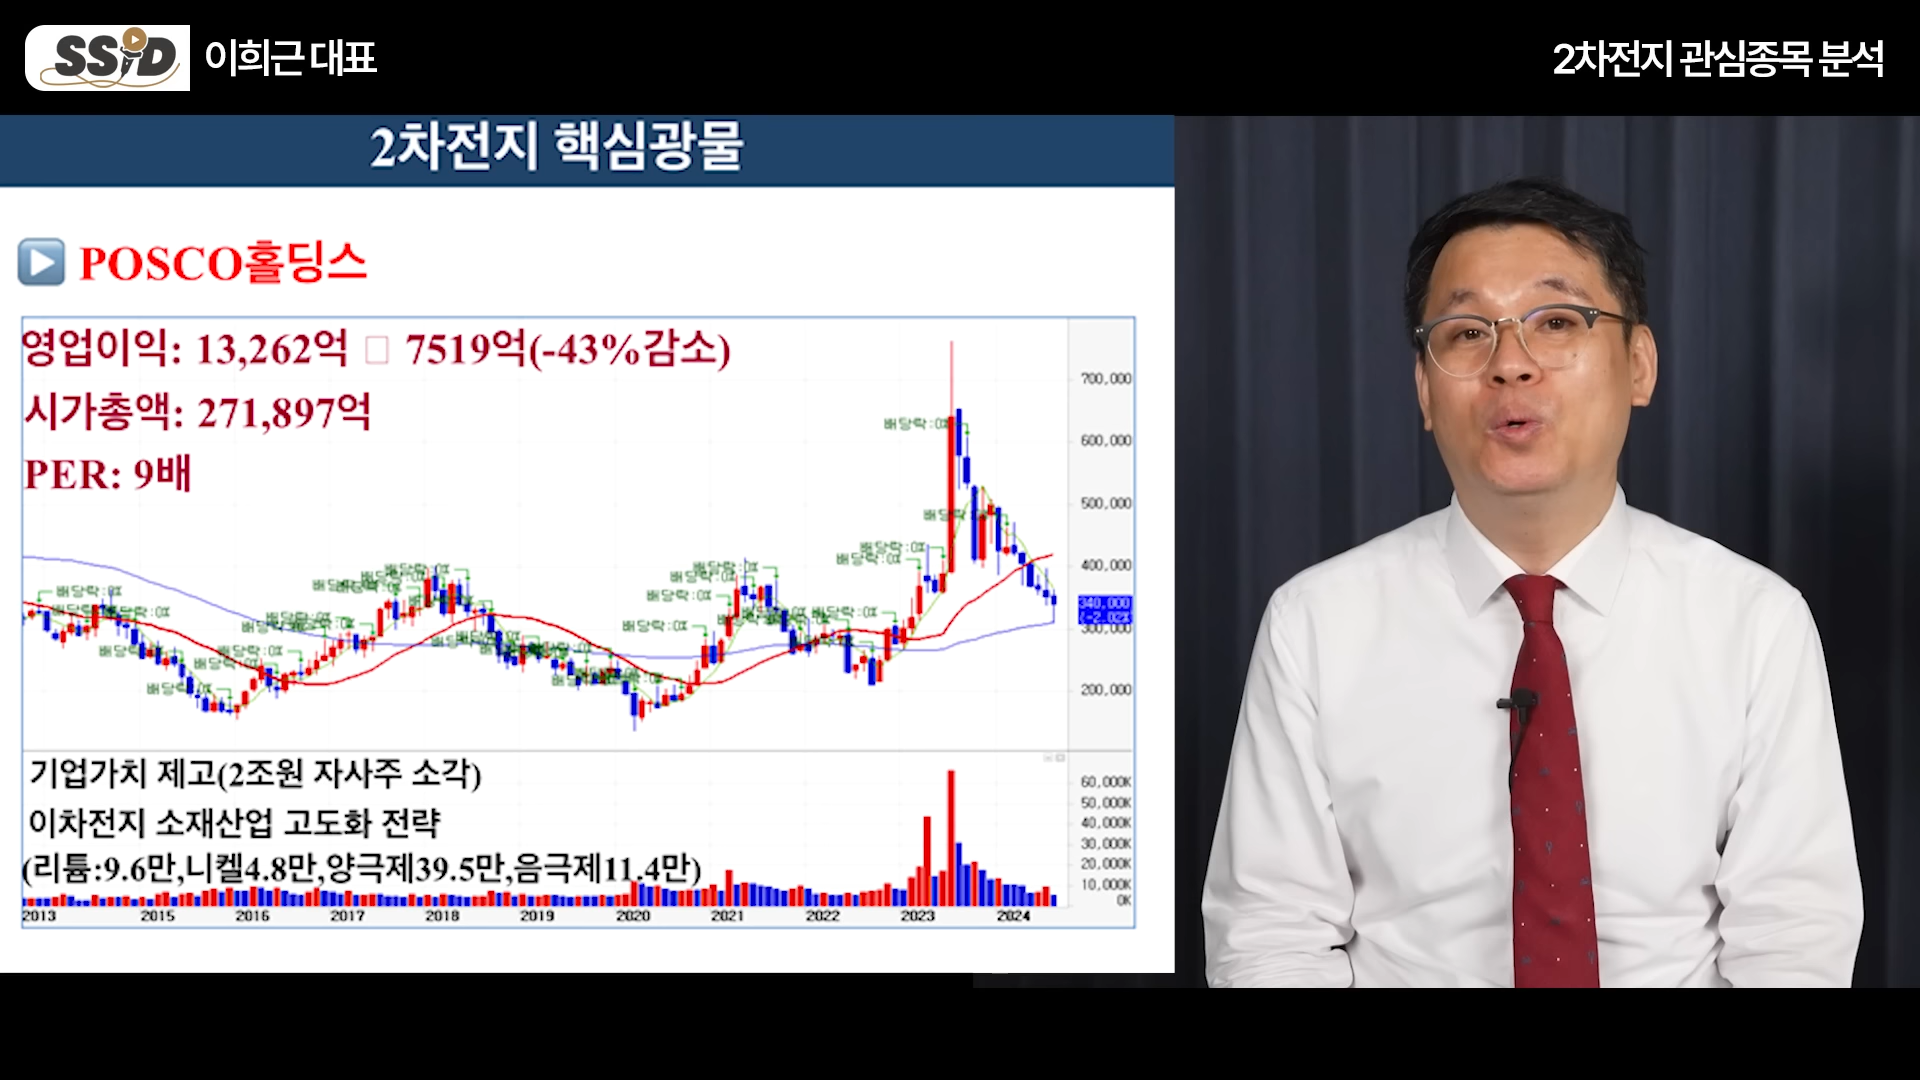 SSiD 이희근 대표
2차전지 관심종목 분석
2차전지 핵심광물
POSCO홀딩스
영업이익: 13,262억 □ 7519억(-43%감소)
시가총액: 271,897억
PER: 9배
700,000
600,000
500,000
400,000
340,000
(-2.02%)
300,000
200,000
기업가치 제고(2조원 자사주 소각)
이차전지 소재산업 고도화 전략
(리튬:9.6만,니켈4.8만,양극제39.5만,음극제11.4만)
60,000K
50,000K
40,000K
30,000K
20,000K
10,000K
0K
2013 2015 2016 2017 2018 2019 2020 2021 2022 2023 2024